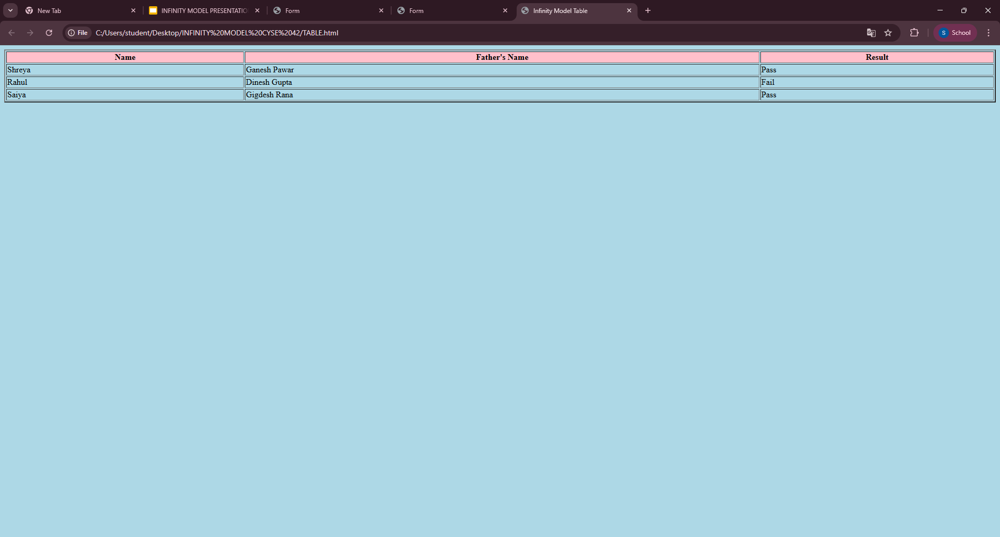 New Tab
INFINITY MODEL PRESENTATIO
Form
Form
Infinity Model Table
File
C:/Users/student/Desktop/INFINITY%20MODEL%20CYSE%2042/TABLE.html
S School
Name Father's Name Result
Shreya Ganesh Pawar Pass
Rahul Dinesh Gupta Fail
Saiya Gigdesh Rana Pass